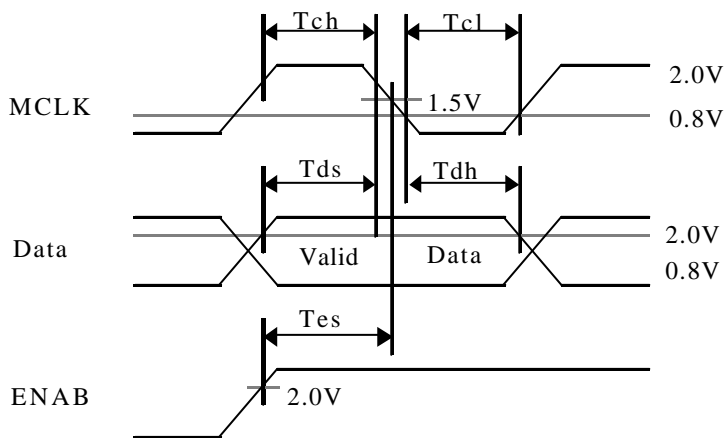 Tch Tcl
2.0V
MCLK 1.5V
0.8V
Tds Tdh
Data Valid Data 2.0V
0.8V
Tes
ENAB 2.0V